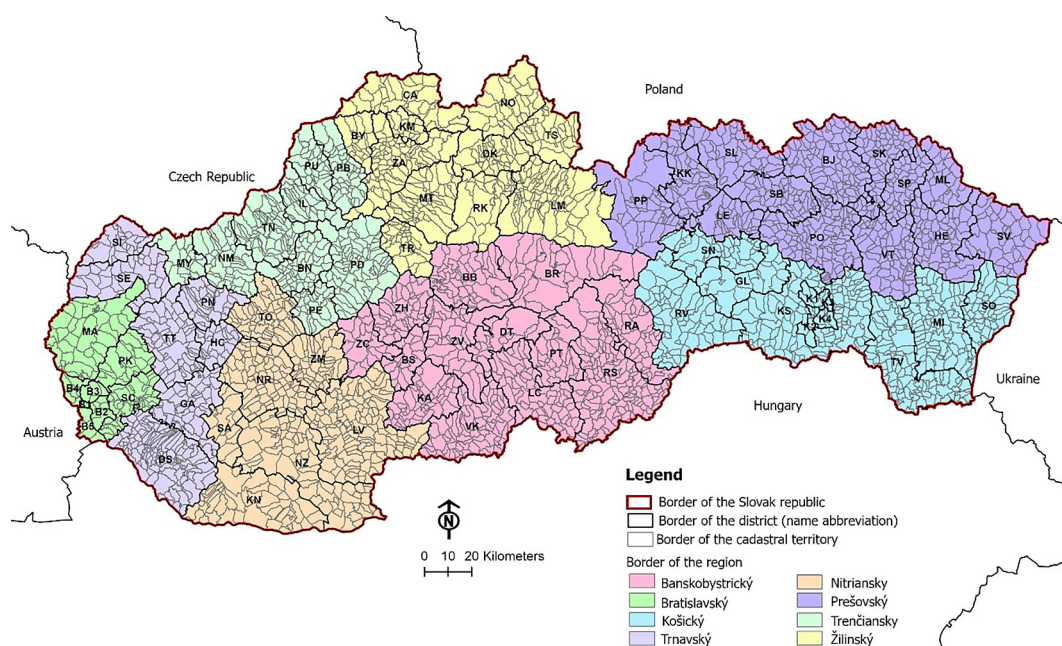 Poland
Czech Republic
Austria
Hungary
Ukraine
CA
NO
BY
KM
TS
PU
PB
ZA
OK
IL
MT
RK
LM
TN
TR
SL
BJ
SK
KK
SB
SP
ML
PP
LE
PO
HE
SV
VT
SI
SE
MY
NM
BN
PD
PE
PN
TO
MA
TT
HC
PK
B4
B3
B1
B2
B5
SC
GA
DS
SA
NR
ZM
LV
NZ
KN
BB
BR
ZH
ZC
ZV
DT
BS
PT
RA
KA
LC
RS
VK
SN
GL
RV
KS
K1
K3
K4
K2
MI
SO
TV
N
0 10 20 Kilometers
Legend
Border of the Slovak republic
Border of the district (name abbreviation)
Border of the cadastral territory
Border of the region
Banskobystrický
Nitriansky
Bratislavský
Prešovský
Košický
Trenčiansky
Trnavský
Žilinský